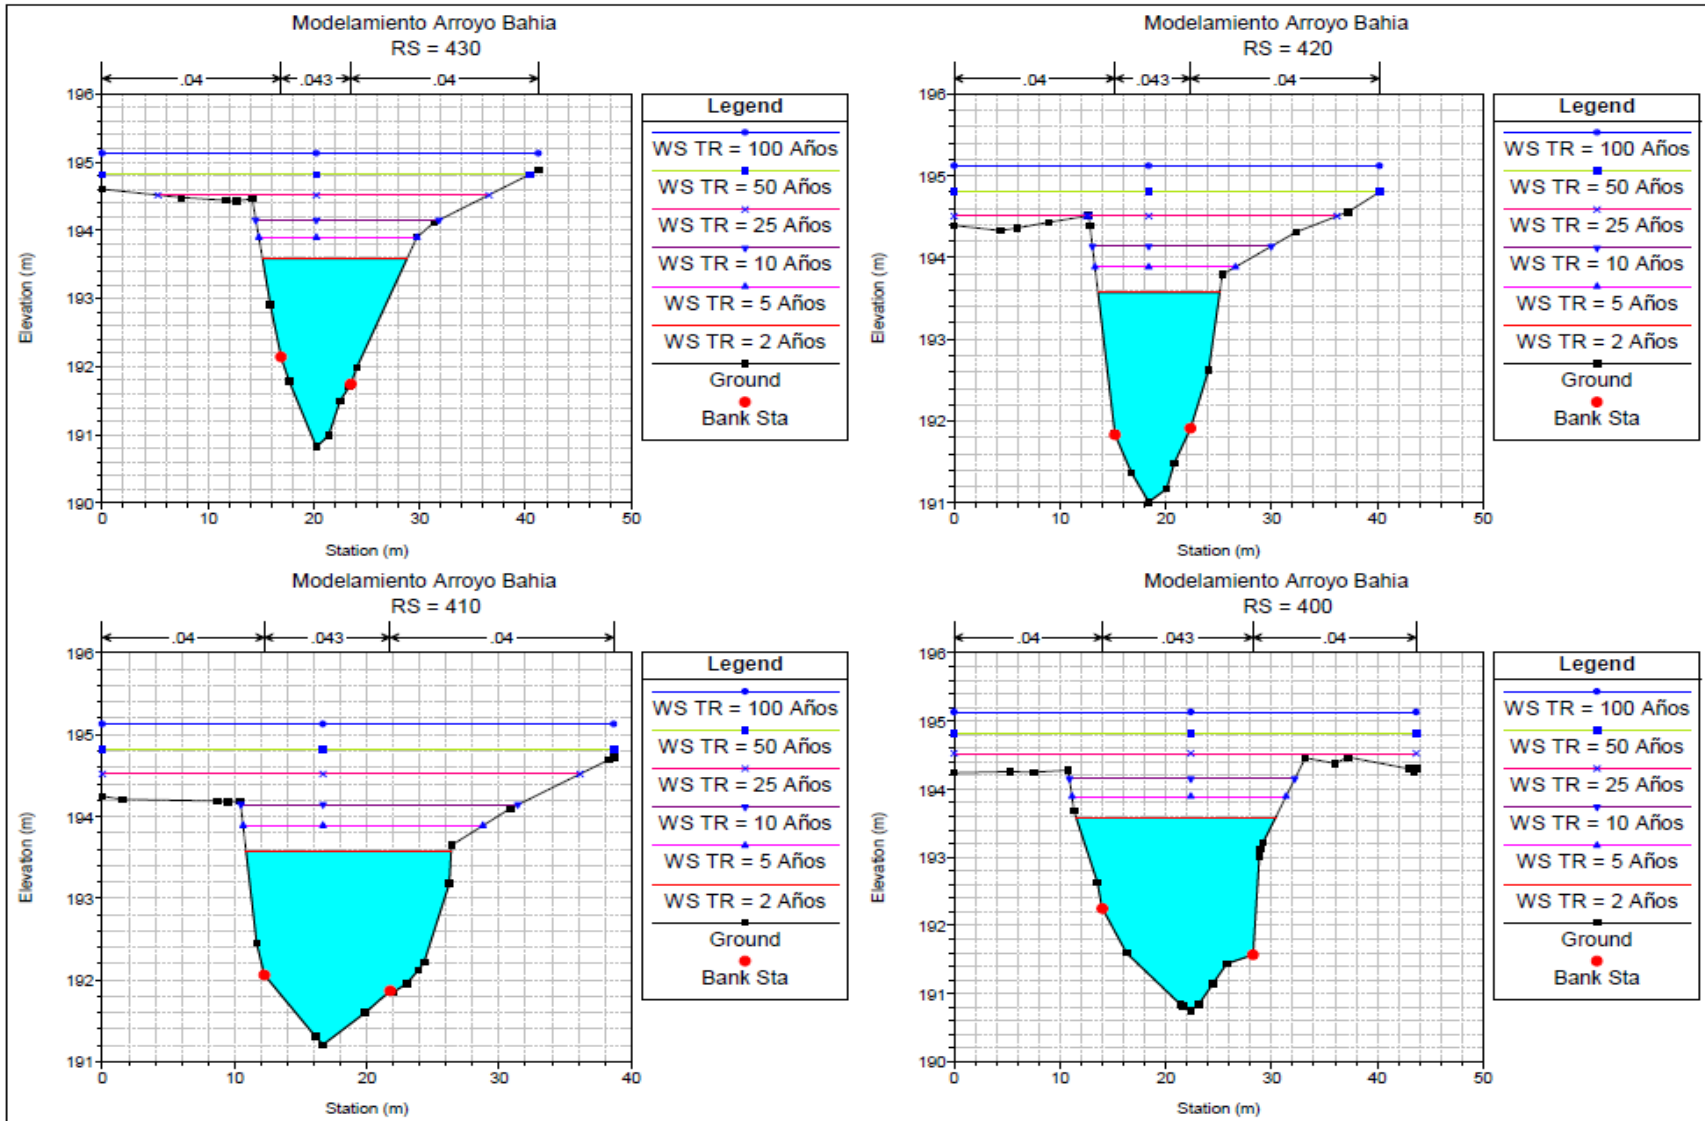 Modelamiento Arroyo Bahia
RS = 430
.04 .043 .04
196
195
194
193
192
191
190
Elevation (m)
0 10 20 30 40 50
Station (m)
Legend
WS TR = 100 Años
WS TR = 50 Años
WS TR = 25 Años
WS TR = 10 Años
WS TR = 5 Años
WS TR = 2 Años
Ground
Bank Sta
Modelamiento Arroyo Bahia
RS = 420
.04 .043 .04
196
195
194
193
192
191
Elevation (m)
0 10 20 30 40 50
Station (m)
Legend
WS TR = 100 Años
WS TR = 50 Años
WS TR = 25 Años
WS TR = 10 Años
WS TR = 5 Años
WS TR = 2 Años
Ground
Bank Sta
Modelamiento Arroyo Bahia
RS = 410
.04 .043 .04
196
195
194
193
192
191
Elevation (m)
0 10 20 30 40
Station (m)
Legend
WS TR = 100 Años
WS TR = 50 Años
WS TR = 25 Años
WS TR = 10 Años
WS TR = 5 Años
WS TR = 2 Años
Ground
Bank Sta
Modelamiento Arroyo Bahia
RS = 400
.04 .043 .04
196
195
194
193
192
191
190
Elevation (m)
0 10 20 30 40 50
Station (m)
Legend
WS TR = 100 Años
WS TR = 50 Años
WS TR = 25 Años
WS TR = 10 Años
WS TR = 5 Años
WS TR = 2 Años
Ground
Bank Sta